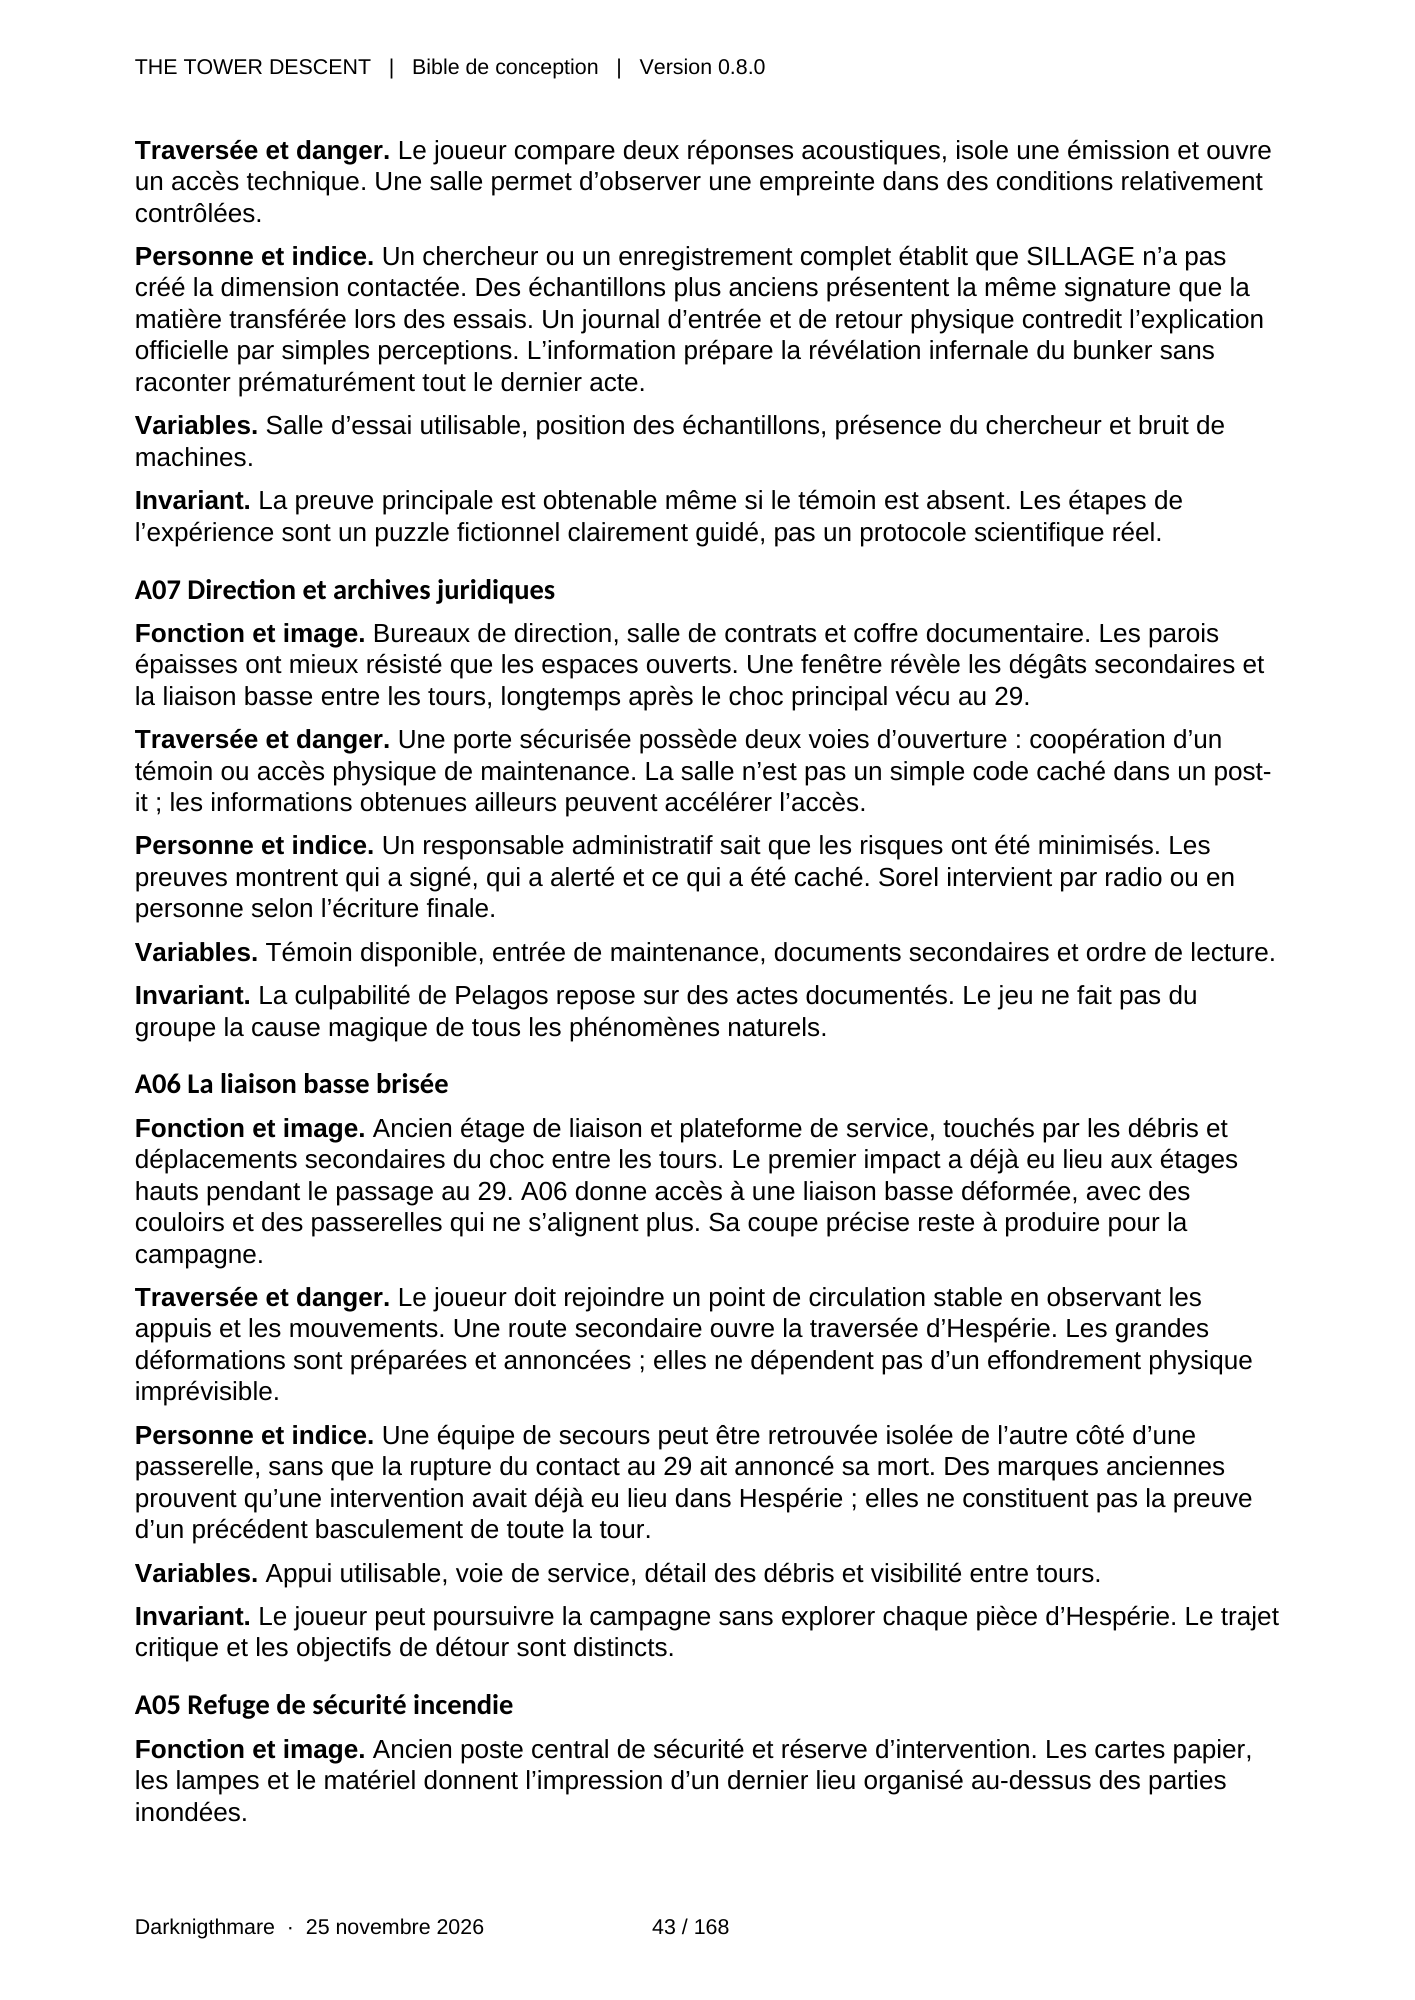 THE TOWER DESCENT | Bible de conception | Version 0.8.0
Traversée et danger. Le joueur compare deux réponses acoustiques, isole une émission et ouvre
un accès technique. Une salle permet d’observer une empreinte dans des conditions relativement
contrôlées.
Personne et indice. Un chercheur ou un enregistrement complet établit que SILLAGE n’a pas
créé la dimension contactée. Des échantillons plus anciens présentent la même signature que la
matière transférée lors des essais. Un journal d’entrée et de retour physique contredit l’explication
officielle par simples perceptions. L’information prépare la révélation infernale du bunker sans
raconter prématurément tout le dernier acte.
Variables. Salle d’essai utilisable, position des échantillons, présence du chercheur et bruit de
machines.
Invariant. La preuve principale est obtenable même si le témoin est absent. Les étapes de
l’expérience sont un puzzle fictionnel clairement guidé, pas un protocole scientifique réel.
A07 Direction et archives juridiques
Fonction et image. Bureaux de direction, salle de contrats et coffre documentaire. Les parois
épaisses ont mieux résisté que les espaces ouverts. Une fenêtre révèle les dégâts secondaires et
la liaison basse entre les tours, longtemps après le choc principal vécu au 29.
Traversée et danger. Une porte sécurisée possède deux voies d’ouverture : coopération d’un
témoin ou accès physique de maintenance. La salle n’est pas un simple code caché dans un post-
it ; les informations obtenues ailleurs peuvent accélérer l’accès.
Personne et indice. Un responsable administratif sait que les risques ont été minimisés. Les
preuves montrent qui a signé, qui a alerté et ce qui a été caché. Sorel intervient par radio ou en
personne selon l’écriture finale.
Variables. Témoin disponible, entrée de maintenance, documents secondaires et ordre de lecture.
Invariant. La culpabilité de Pelagos repose sur des actes documentés. Le jeu ne fait pas du
groupe la cause magique de tous les phénomènes naturels.
A06 La liaison basse brisée
Fonction et image. Ancien étage de liaison et plateforme de service, touchés par les débris et
déplacements secondaires du choc entre les tours. Le premier impact a déjà eu lieu aux étages
hauts pendant le passage au 29. A06 donne accès à une liaison basse déformée, avec des
couloirs et des passerelles qui ne s’alignent plus. Sa coupe précise reste à produire pour la
campagne.
Traversée et danger. Le joueur doit rejoindre un point de circulation stable en observant les
appuis et les mouvements. Une route secondaire ouvre la traversée d’Hespérie. Les grandes
déformations sont préparées et annoncées ; elles ne dépendent pas d’un effondrement physique
imprévisible.
Personne et indice. Une équipe de secours peut être retrouvée isolée de l’autre côté d’une
passerelle, sans que la rupture du contact au 29 ait annoncé sa mort. Des marques anciennes
prouvent qu’une intervention avait déjà eu lieu dans Hespérie ; elles ne constituent pas la preuve
d’un précédent basculement de toute la tour.
Variables. Appui utilisable, voie de service, détail des débris et visibilité entre tours.
Invariant. Le joueur peut poursuivre la campagne sans explorer chaque pièce d’Hespérie. Le trajet
critique et les objectifs de détour sont distincts.
A05 Refuge de sécurité incendie
Fonction et image. Ancien poste central de sécurité et réserve d’intervention. Les cartes papier,
les lampes et le matériel donnent l’impression d’un dernier lieu organisé au-dessus des parties
inondées.
Darknigthmare · 25 novembre 2026 43 / 168